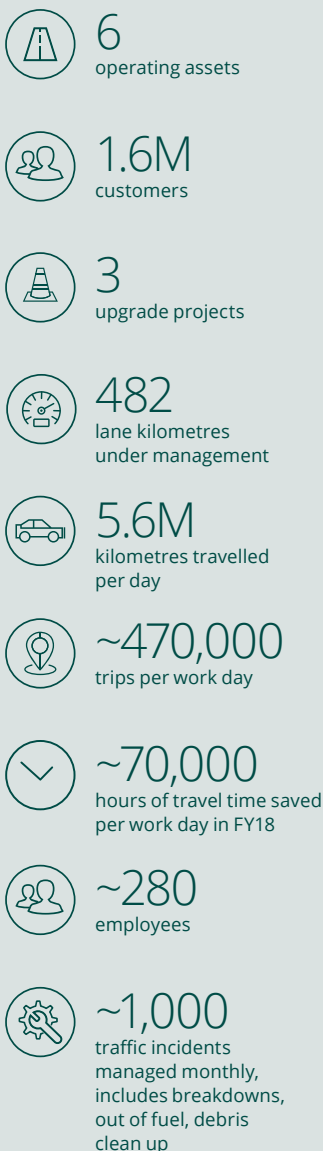 6
operating assets
1.6M
customers
3
upgrade projects
482
lane kilometres
under management
5.6M
kilometres travelled
per day
~470,000
trips per work day
~70,000
hours of travel time saved
per work day in FY18
~280
employees
~1,000
traffic incidents
managed monthly,
includes breakdowns,
out of fuel, debris
clean up